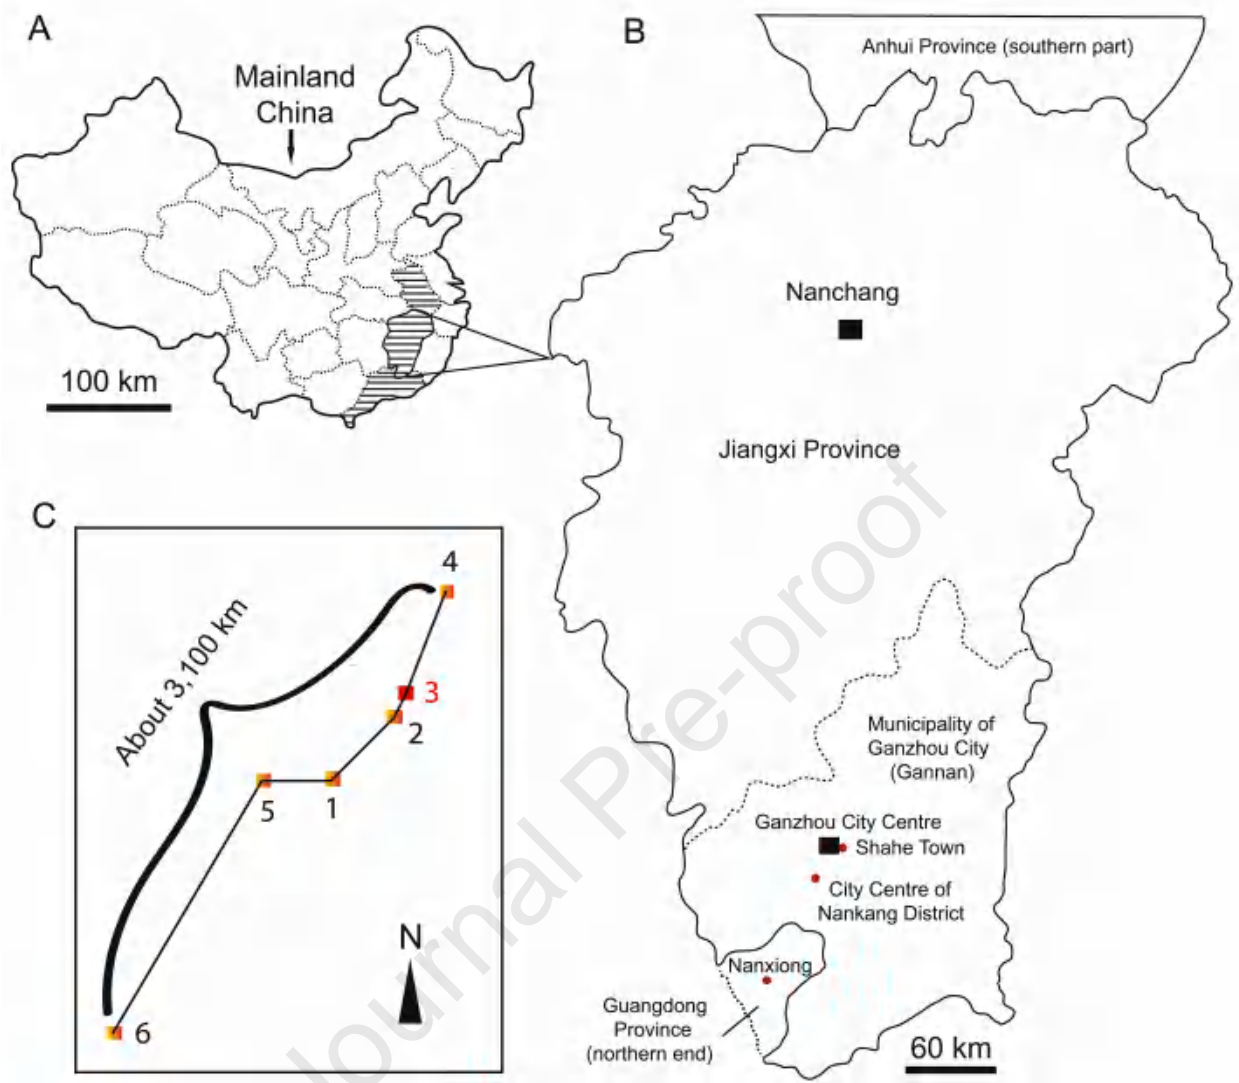 A
Mainland
China
100 km
B
Anhui Province (southern part)
Nanchang
Jiangxi Province
Municipality of
Ganzhou City
(Gannan)
Ganzhou City Centre
Shahe Town
City Centre of
Nankang District
Nanxiong
Guangdong
Province
(northern end)
60 km
C
About 3,100 km
4
3
2
1
5
6
N
Journal Pre-proof